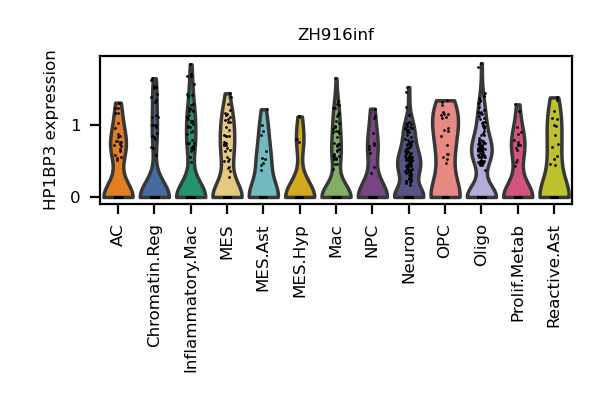 ZH916inf
HP1BP3 expression
1
0
AC
Chromatin.Reg
Inflammatory.Mac
MES
MES.Ast
MES.Hyp
Mac
NPC
Neuron
OPC
Oligo
Prolif.Metab
Reactive.Ast